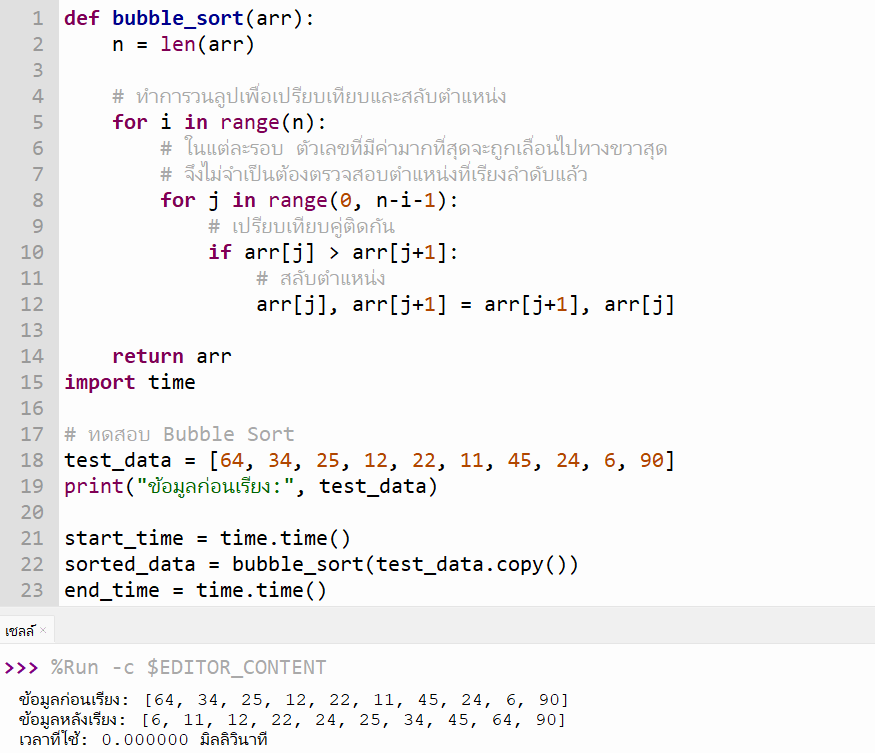 1 def bubble_sort(arr):
2     n = len(arr)
3
4     # ทำการวนลูปเพื่อเปรียบเทียบและสลับตำแหน่ง
5     for i in range(n):
6         # ในแต่ละรอบ ตัวเลขที่มีค่ามากที่สุดจะถูกเลื่อนไปทางขวาสุด
7         # จึงไม่จำเป็นต้องตรวจสอบตำแหน่งที่เรียงลำดับแล้ว
8         for j in range(0, n-i-1):
9             # เปรียบเทียบคู่ติดกัน
10             if arr[j] > arr[j+1]:
11                 # สลับตำแหน่ง
12                 arr[j], arr[j+1] = arr[j+1], arr[j]
13
14     return arr
15 import time
16
17 # ทดสอบ Bubble Sort
18 test_data = [64, 34, 25, 12, 22, 11, 45, 24, 6, 90]
19 print("ข้อมูลก่อนเรียง:", test_data)
20
21 start_time = time.time()
22 sorted_data = bubble_sort(test_data.copy())
23 end_time = time.time()
เชลล์ ×
>>> %Run -c $EDITOR_CONTENT
ข้อมูลก่อนเรียง: [64, 34, 25, 12, 22, 11, 45, 24, 6, 90]
ข้อมูลหลังเรียง: [6, 11, 12, 22, 24, 25, 34, 45, 64, 90]
เวลาที่ใช้: 0.000000 มิลลิวินาที